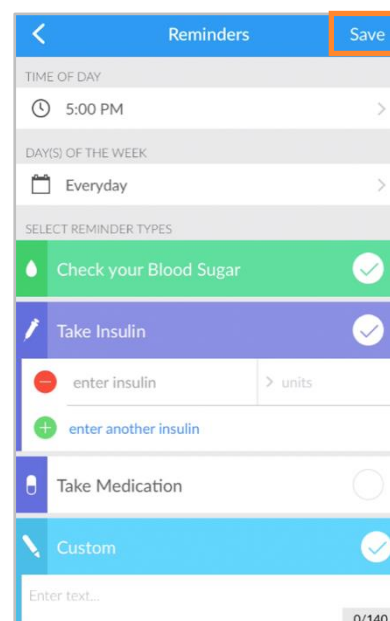 Reminders Save
TIME OF DAY
5:00 PM
DAY(S) OF THE WEEK
Everyday
SELECT REMINDER TYPES
Check your Blood Sugar
Take Insulin
enter insulin > units
enter another insulin
Take Medication
Custom
Enter text...
0/140